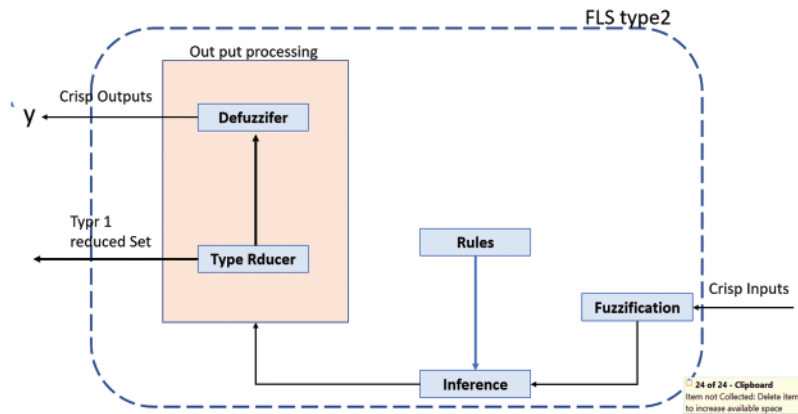 FLS type2
Out put processing
Crisp Outputs
y
Defuzzifer
Typr 1
reduced Set
Type Rducer
Rules
Crisp Inputs
Fuzzification
Inference
24 of 24 - Clipboard
Item not Collected: Delete item
to increase available space